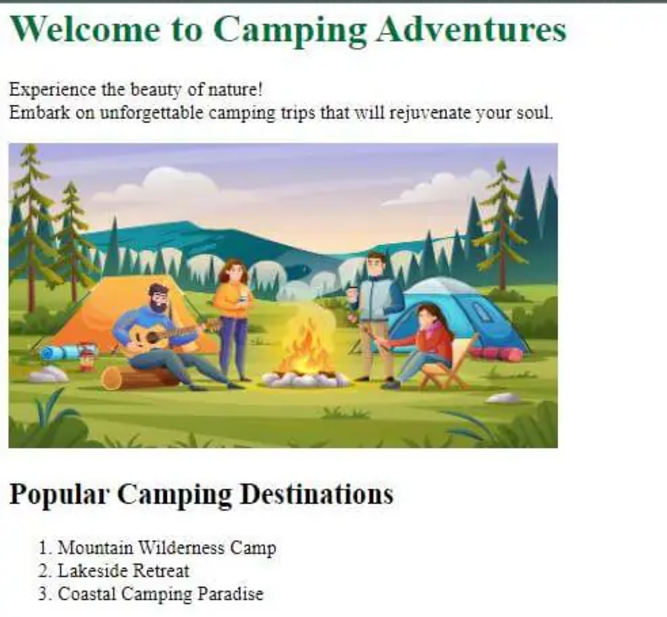 Welcome to Camping Adventures
Experience the beauty of nature!
Embark on unforgettable camping trips that will rejuvenate your soul.
Popular Camping Destinations
1. Mountain Wilderness Camp
2. Lakeside Retreat
3. Coastal Camping Paradise